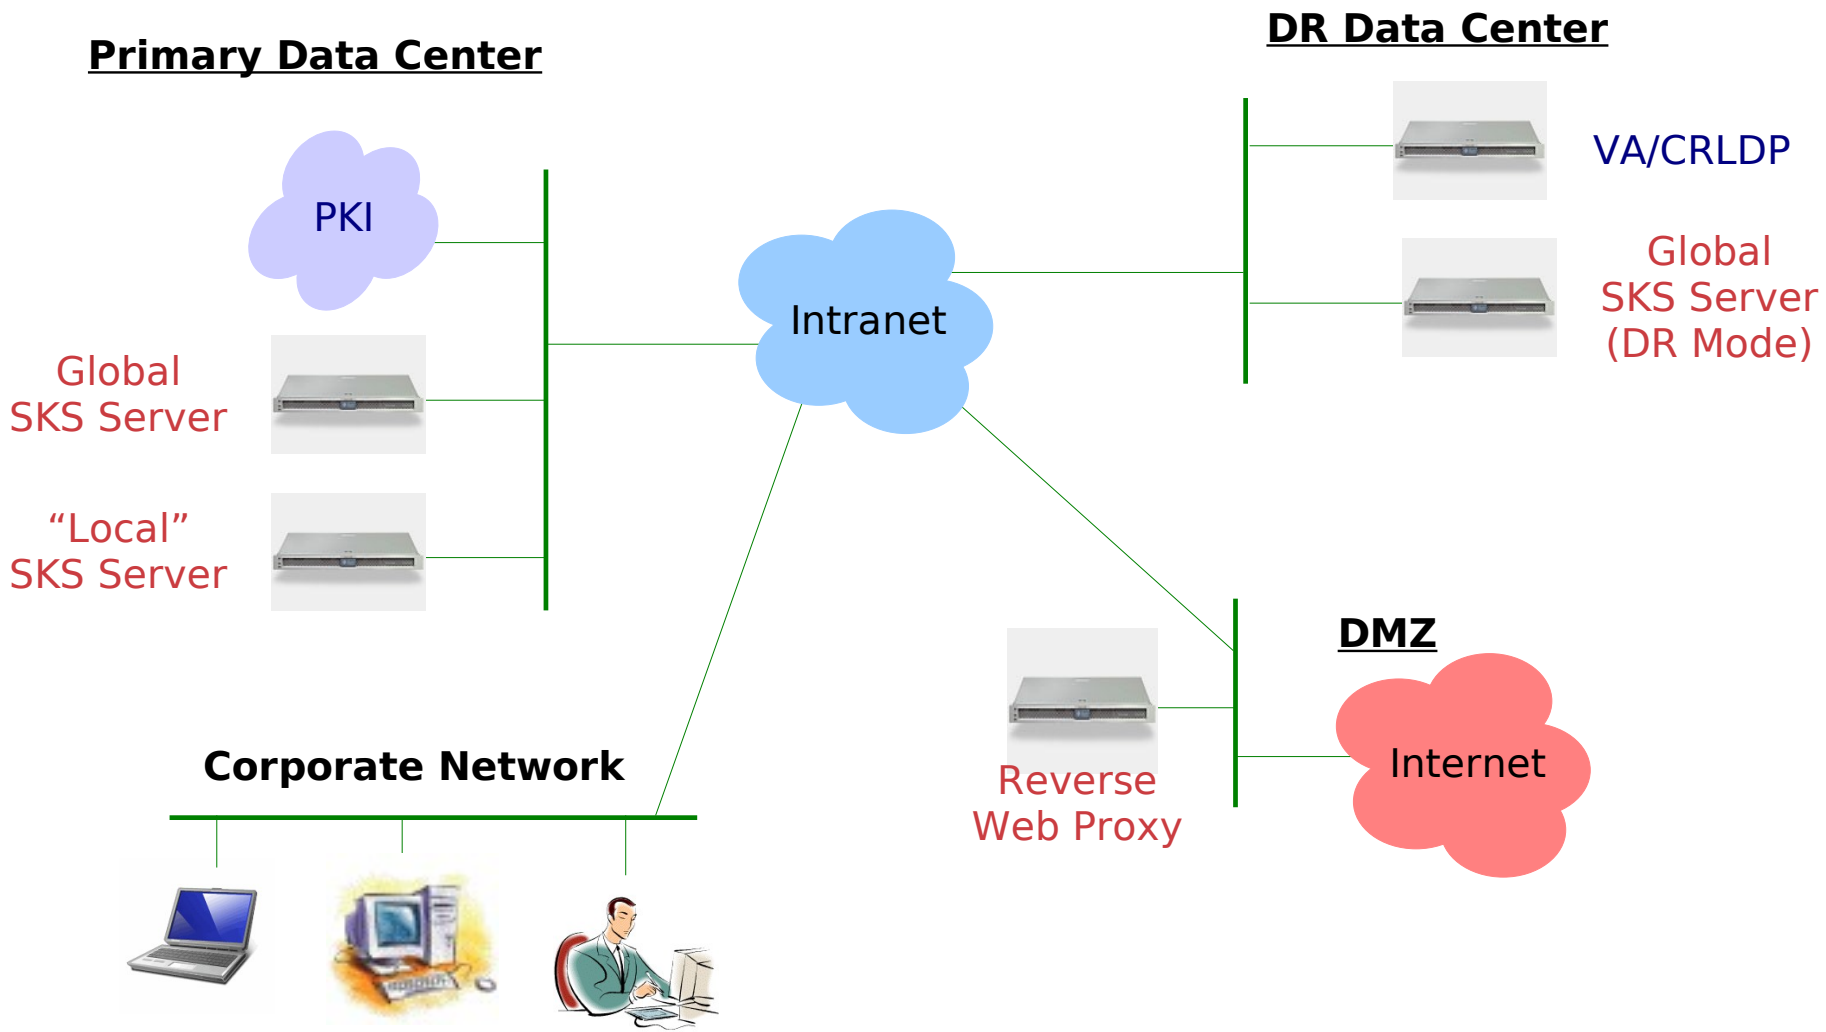 Primary Data Center
DR Data Center
PKI
VA/CRLDP
Global
SKS Server
(DR Mode)
Intranet
Global
SKS Server
“Local”
SKS Server
DMZ
Internet
Reverse
Web Proxy
Corporate Network